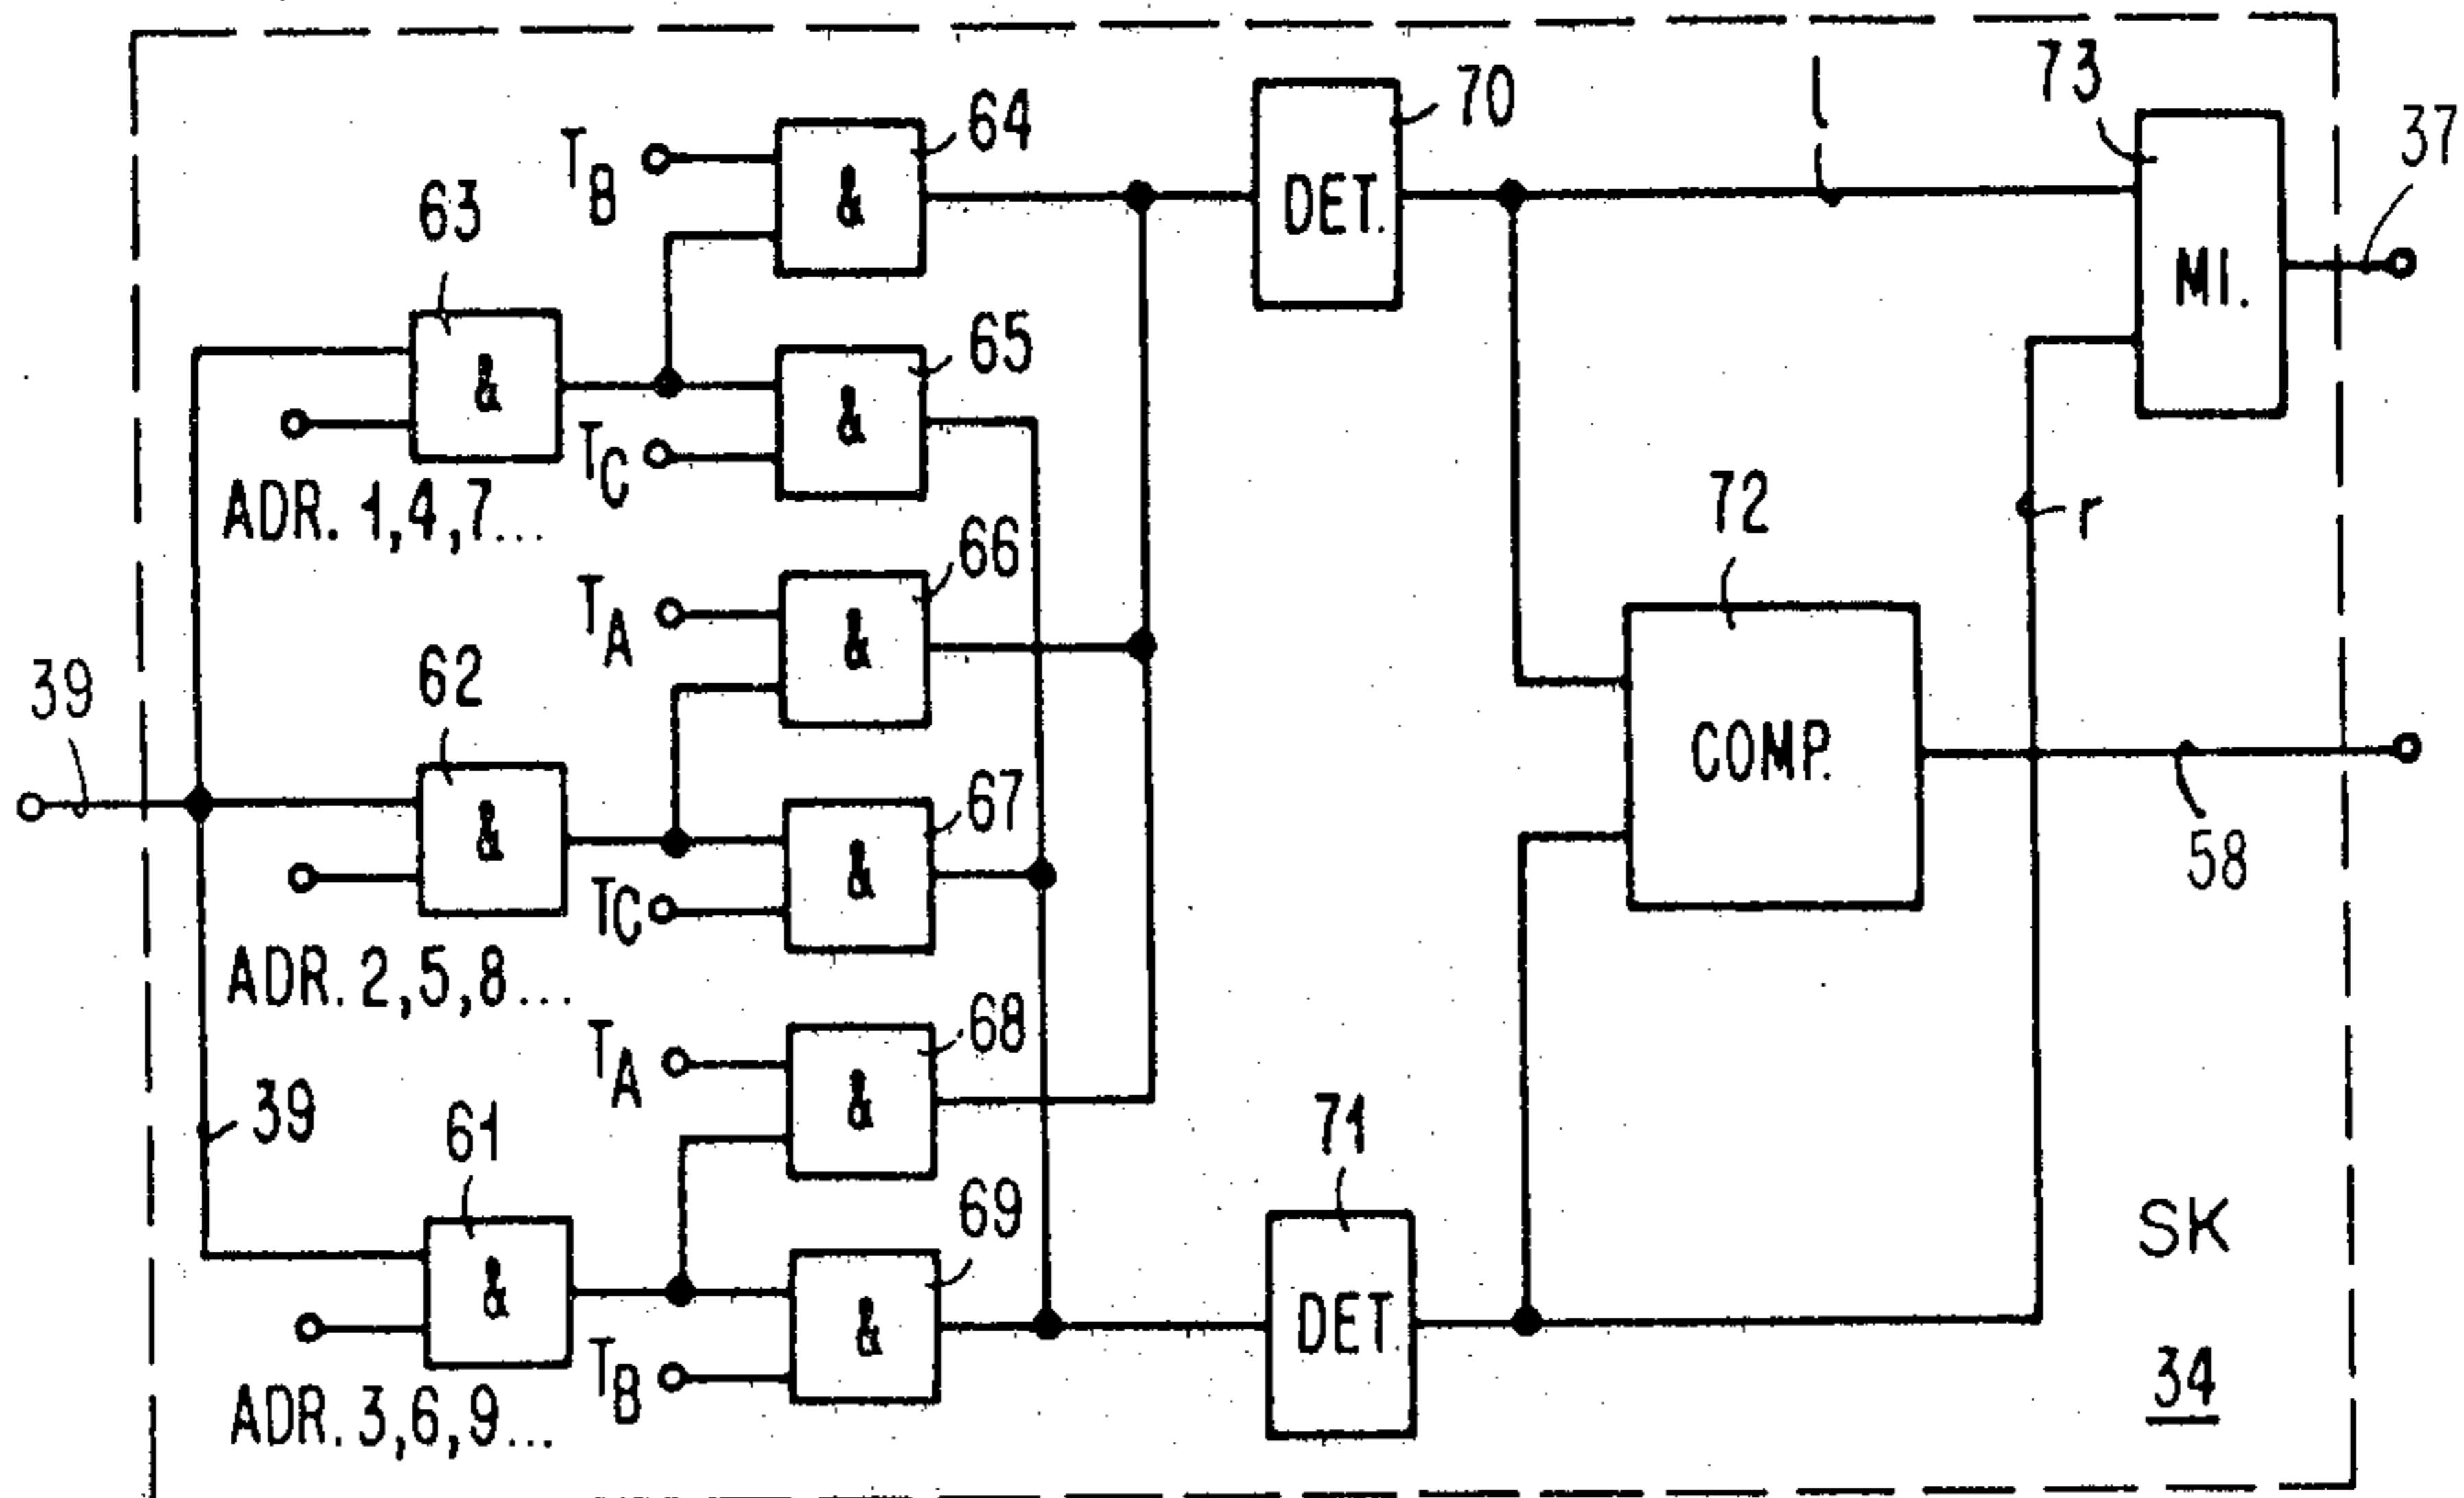 73
70
l
64
37
T_B
&
DET.
63
MI.
65
&
&
T_C
ADR. 1,4,7...
72
r
66
T_A
&
39
62
COMP.
67
&
&
T_C
58
ADR. 2,5,8...
68
T_A
&
39
61
71
69
SK
&
&
DET.
T_B
34
ADR. 3,6,9...